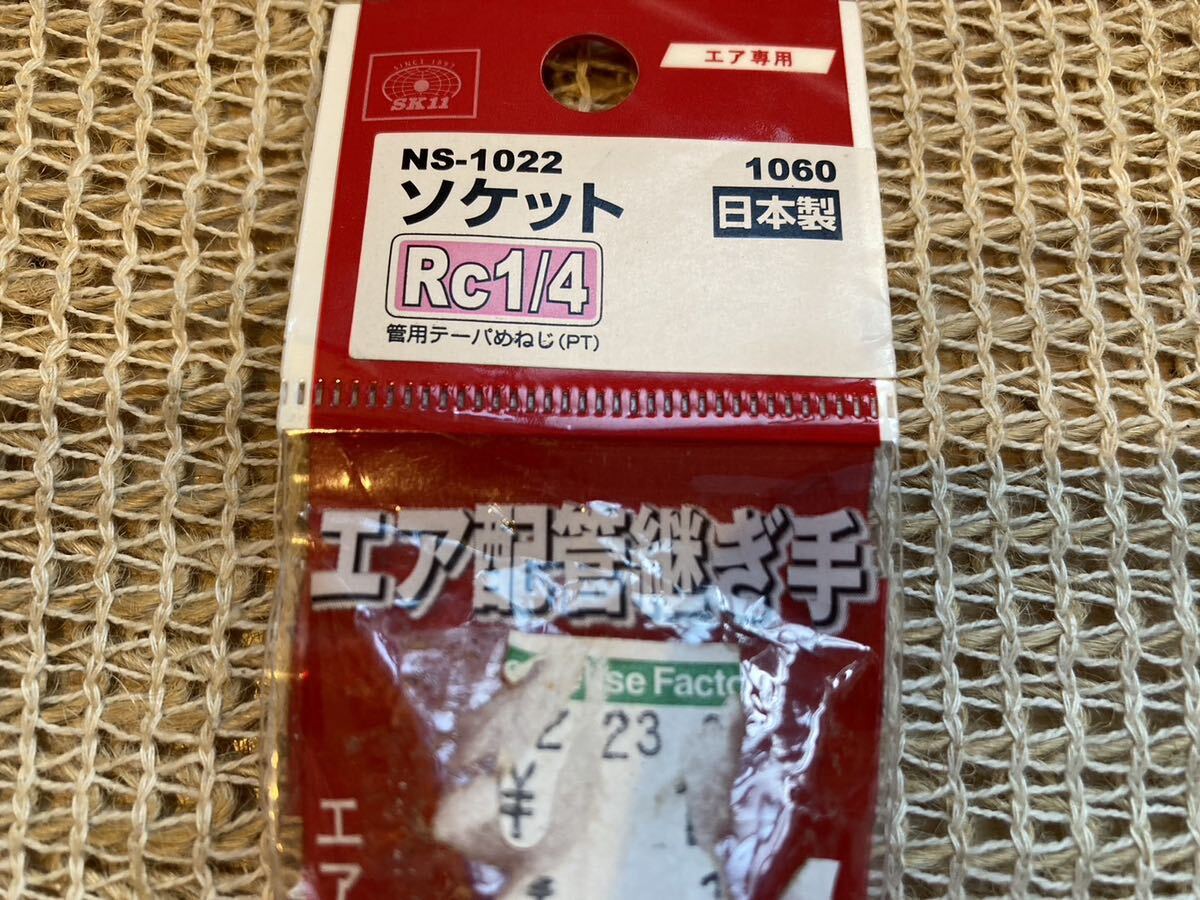 SINCE 1897
SK11
エア専用
NS-1022
1060
ソケット
日本製
Rc1/4
管用テーパめねじ(PT)
エア配管継ぎ手
se Facto
2 23
¥
エア